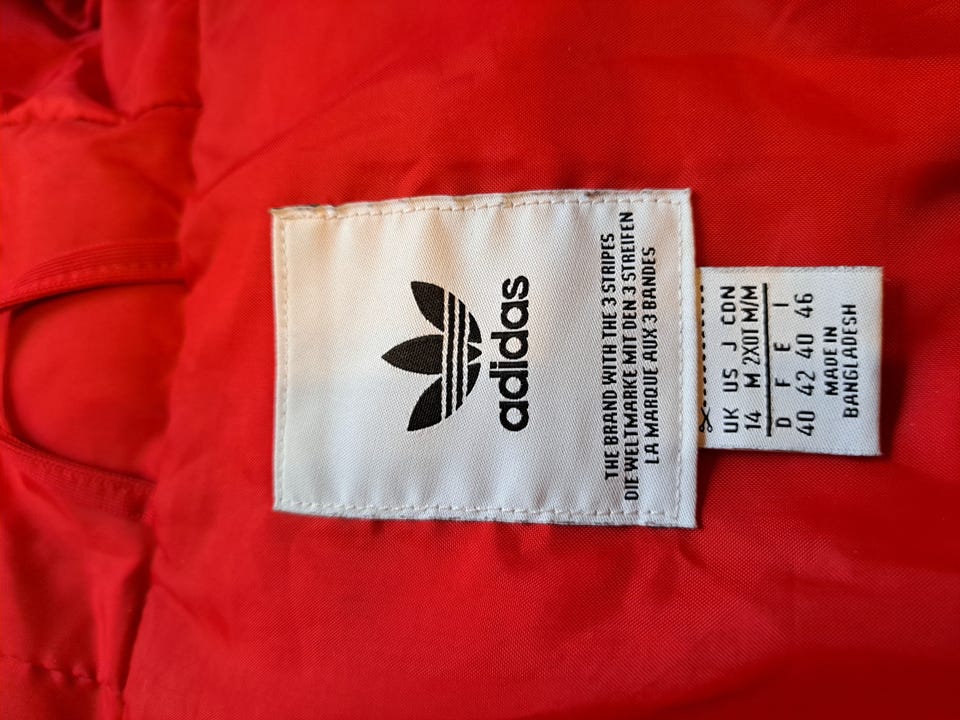 adidas
THE BRAND WITH THE 3 STRIPES
DIE WELTMARKE MIT DEN 3 STREIFEN
LA MARQUE AUX 3 BANDES
UK US J CDN
14 M 2XOT M/M
D F E I
40 42 40 46
MADE IN
BANGLADESH